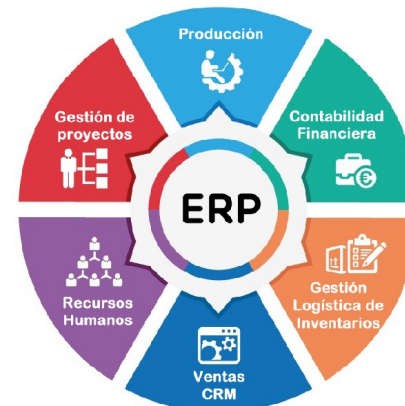 Producción
Gestión de
proyectos
Contabilidad
Financiera
€
ERP
Recursos
Humanos
Gestión
Logística de
Inventarios
Ventas
CRM